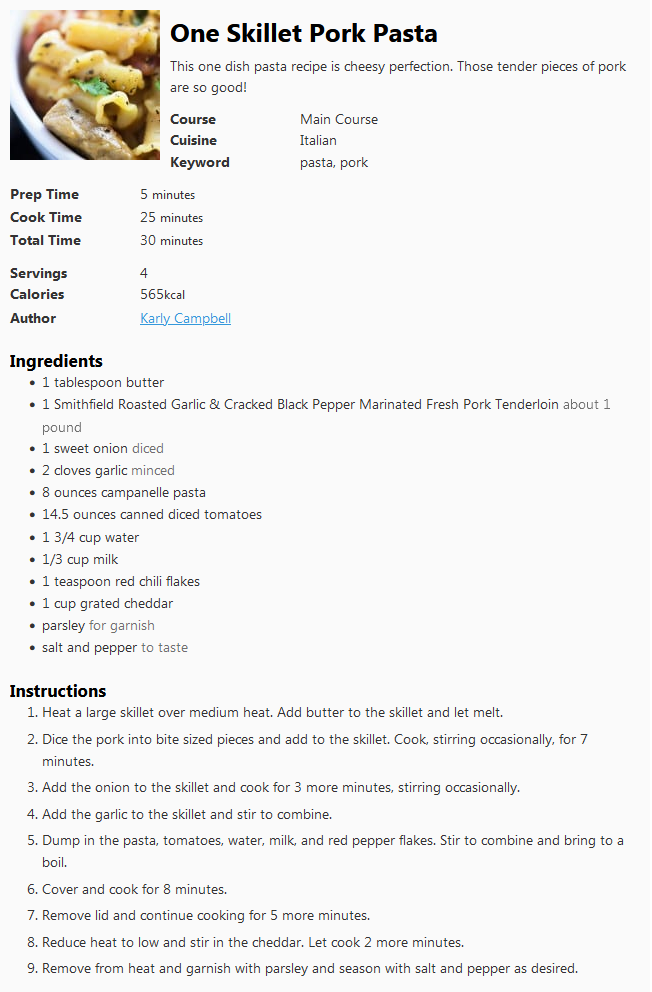 One Skillet Pork Pasta
This one dish pasta recipe is cheesy perfection. Those tender pieces of pork
are so good!
Course Main Course
Cuisine Italian
Keyword pasta, pork
Prep Time 5 minutes
Cook Time 25 minutes
Total Time 30 minutes
Servings 4
Calories 565kcal
Author Karly Campbell
Ingredients
• 1 tablespoon butter
• 1 Smithfield Roasted Garlic & Cracked Black Pepper Marinated Fresh Pork Tenderloin about 1
pound
• 1 sweet onion diced
• 2 cloves garlic minced
• 8 ounces campanelle pasta
• 14.5 ounces canned diced tomatoes
• 1 3/4 cup water
• 1/3 cup milk
• 1 teaspoon red chili flakes
• 1 cup grated cheddar
• parsley for garnish
• salt and pepper to taste
Instructions
1. Heat a large skillet over medium heat. Add butter to the skillet and let melt.
2. Dice the pork into bite sized pieces and add to the skillet. Cook, stirring occasionally, for 7
minutes.
3. Add the onion to the skillet and cook for 3 more minutes, stirring occasionally.
4. Add the garlic to the skillet and stir to combine.
5. Dump in the pasta, tomatoes, water, milk, and red pepper flakes. Stir to combine and bring to a
boil.
6. Cover and cook for 8 minutes.
7. Remove lid and continue cooking for 5 more minutes.
8. Reduce heat to low and stir in the cheddar. Let cook 2 more minutes.
9. Remove from heat and garnish with parsley and season with salt and pepper as desired.